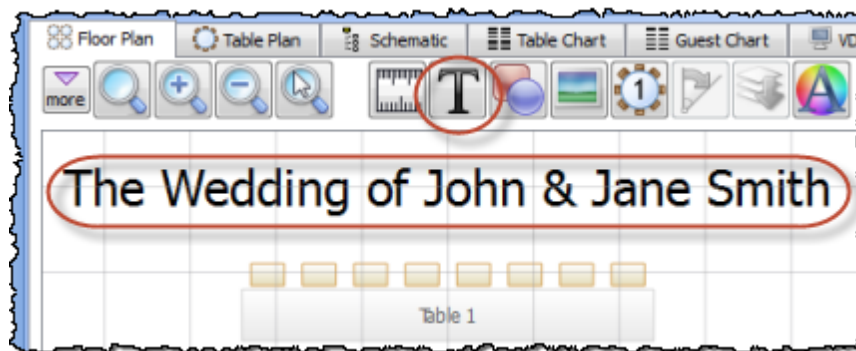 Floor Plan Table Plan Schematic Table Chart Guest Chart
more T 1 A
The Wedding of John & Jane Smith
Table 1